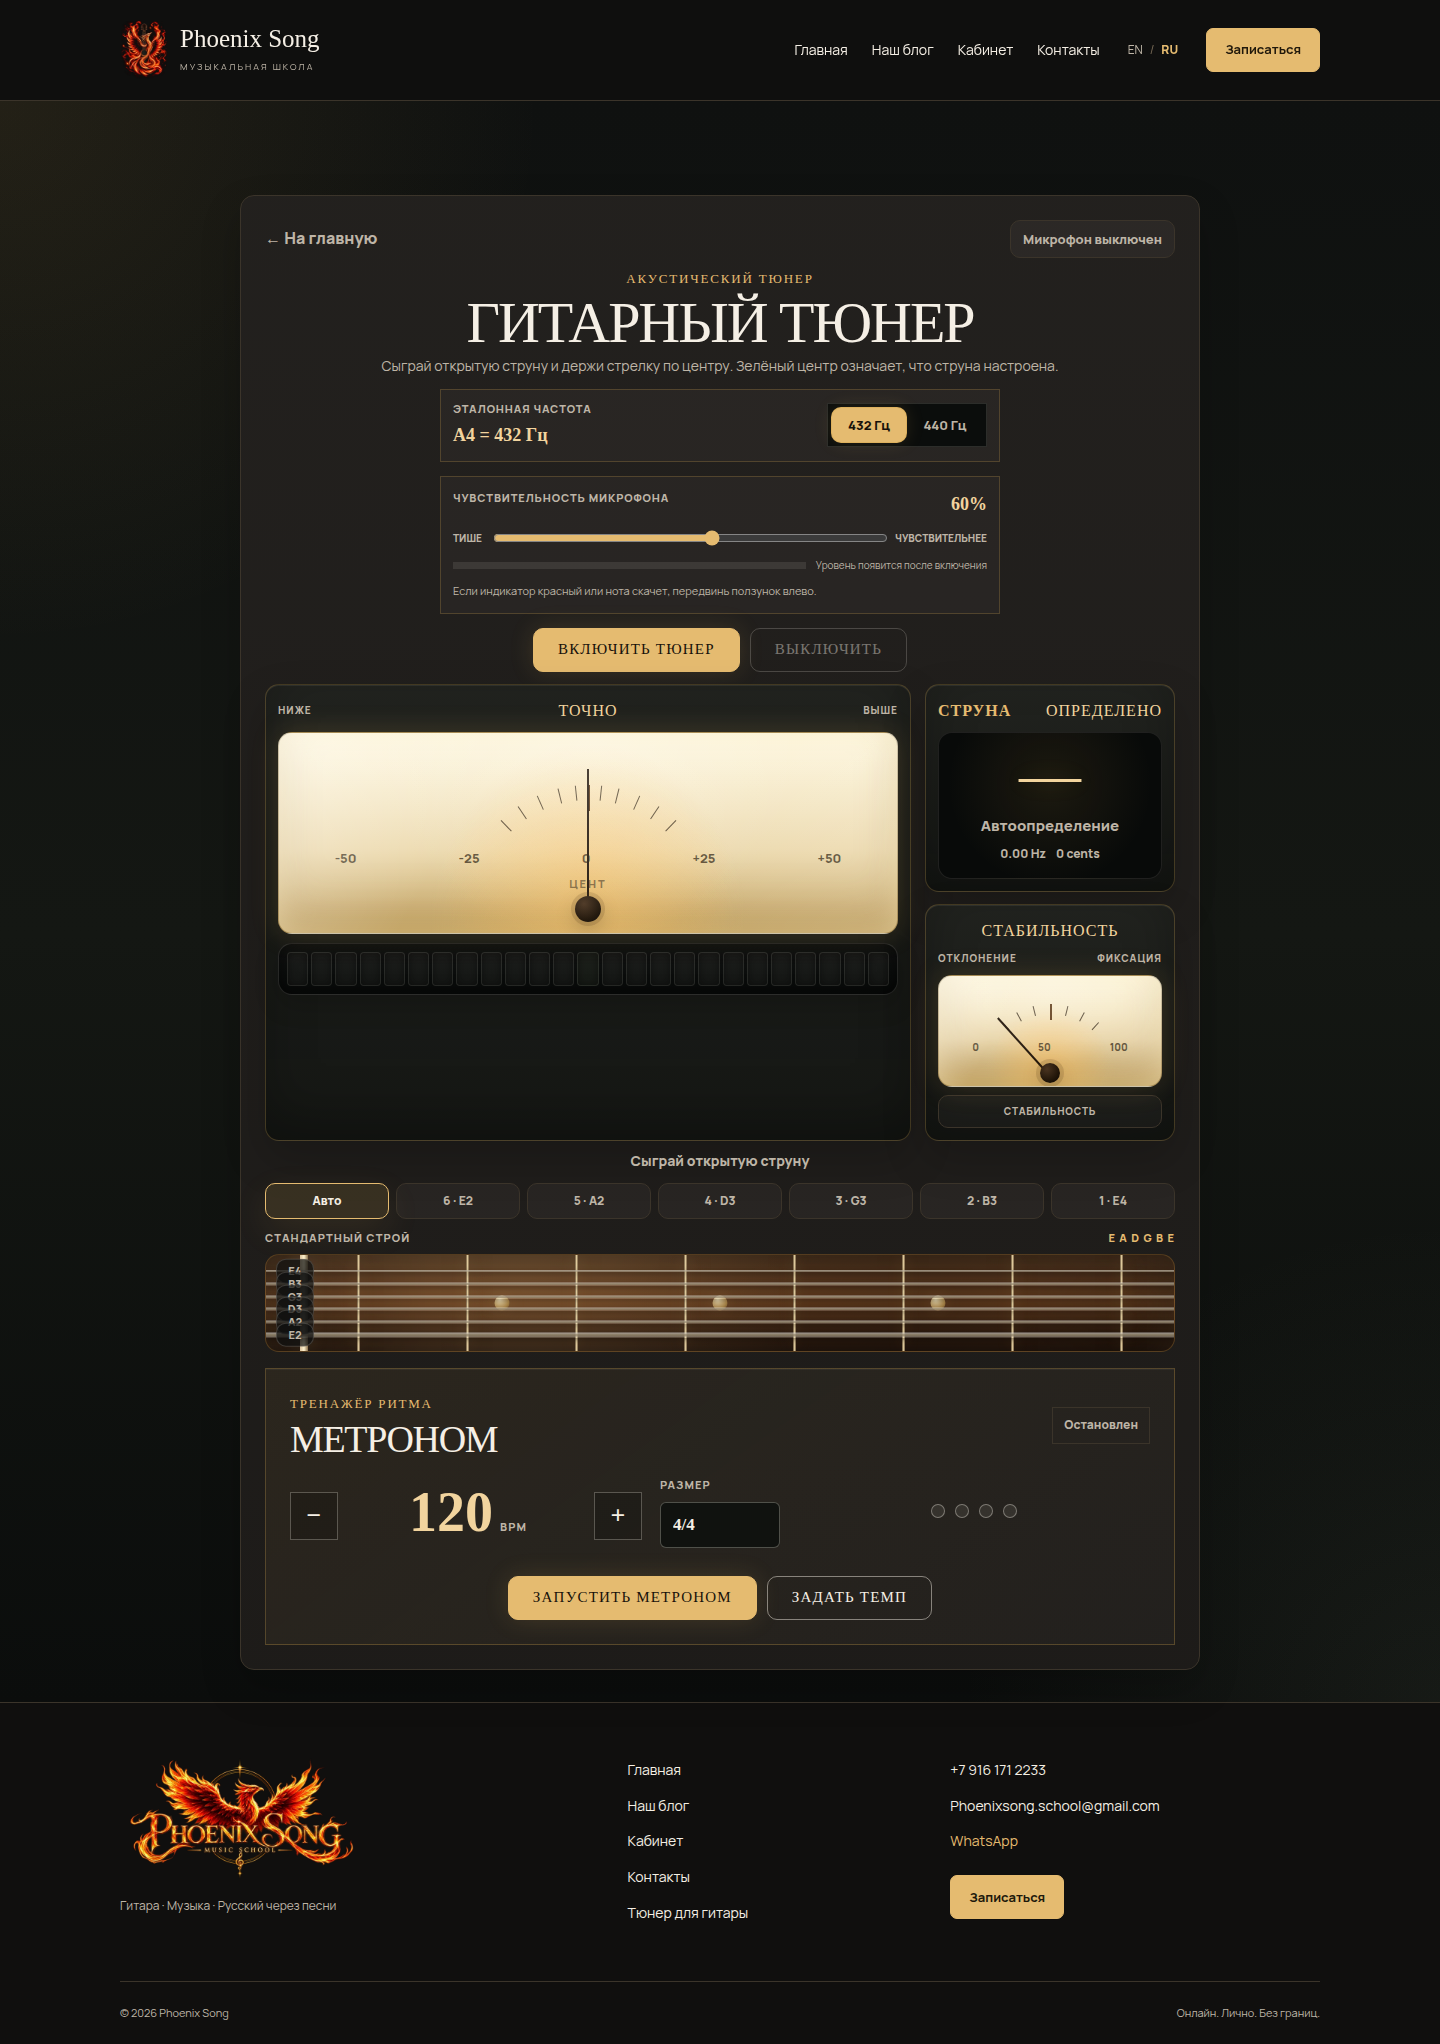 Phoenix Song
МУЗЫКАЛЬНАЯ ШКОЛА
Главная Наш блог Кабинет Контакты EN / RU Записаться
← На главную
Микрофон выключен
АКУСТИЧЕСКИЙ ТЮНЕР
ГИТАРНЫЙ ТЮНЕР
Сыграй открытую струну и держи стрелку по центру. Зелёный центр означает, что струна настроена.
ЭТАЛОННАЯ ЧАСТОТА
A4 = 432 Гц
432 Гц 440 Гц
ЧУВСТВИТЕЛЬНОСТЬ МИКРОФОНА
60%
ТИШЕ ЧУВСТВИТЕЛЬНЕЕ
Уровень появится после включения
Если индикатор красный или нота скачет, передвинь ползунок влево.
ВКЛЮЧИТЬ ТЮНЕР ВЫКЛЮЧИТЬ
НИЖЕ ТОЧНО ВЫШЕ
-50 -25 0 +25 +50
ЦЕНТ
СТРУНА ОПРЕДЕЛЕНО
—
Автоопределение
0.00 Hz 0 cents
СТАБИЛЬНОСТЬ
ОТКЛОНЕНИЕ ФИКСАЦИЯ
0 50 100
СТАБИЛЬНОСТЬ
Сыграй открытую струну
Авто 6 · E2 5 · A2 4 · D3 3 · G3 2 · B3 1 · E4
СТАНДАРТНЫЙ СТРОЙ
E A D G B E
E4
B3
G3
D3
A2
E2
ТРЕНАЖЁР РИТМА
МЕТРОНОМ
Остановлен
− 120 BPM +
РАЗМЕР
4/4
ЗАПУСТИТЬ МЕТРОНОМ ЗАДАТЬ ТЕМП
PHOENIX SONG
MUSIC SCHOOL
Гитара · Музыка · Русский через песни
Главная
Наш блог
Кабинет
Контакты
Тюнер для гитары
+7 916 171 2233
Phoenixsong.school@gmail.com
WhatsApp
Записаться
© 2026 Phoenix Song
Онлайн. Лично. Без границ.